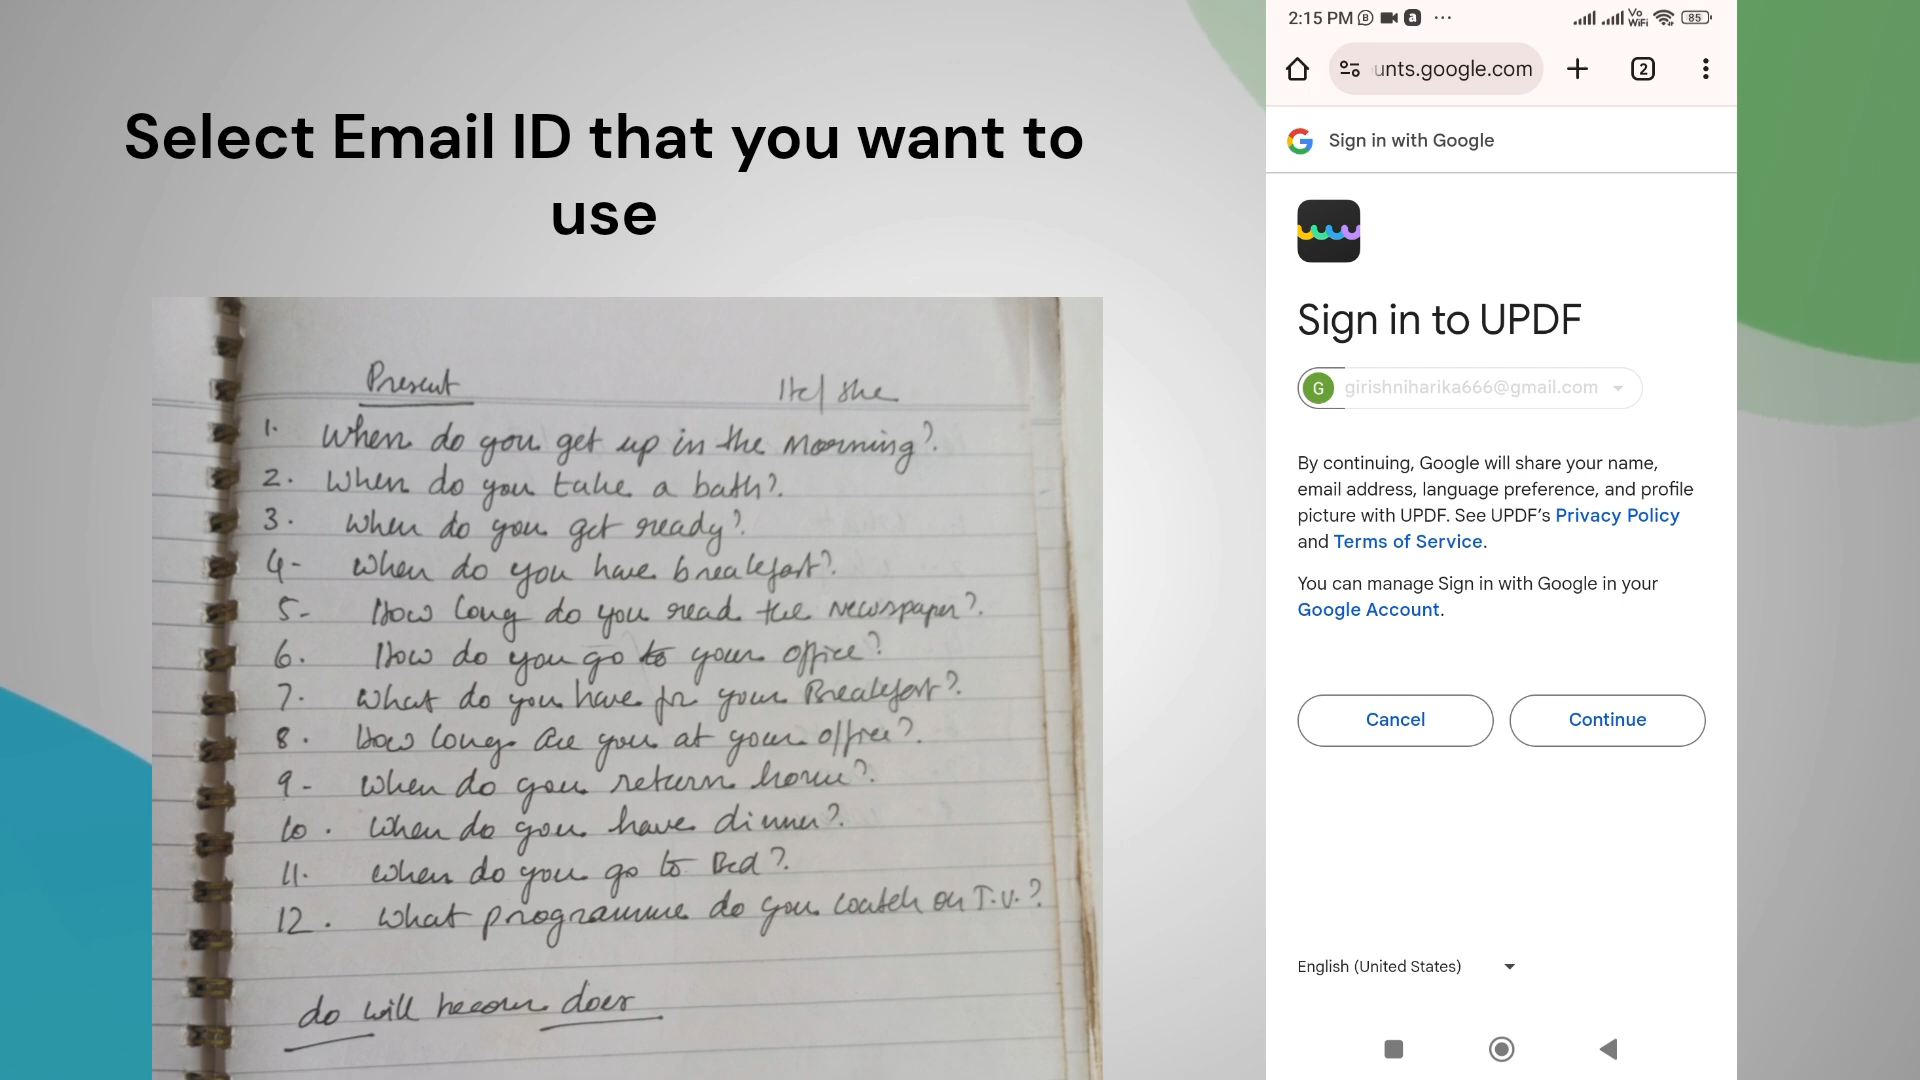 Select Email ID that you want to
use
Present He/she
1. When do you get up in the Morning?
2. When do you take a bath?
3. When do you get ready?
4- When do you have breakfast?
5- How long do you read the Newspaper?
6. How do you go to your office?
7. What do you have for your Breakfast?
8. How long are you at your office?
9- When do you return home?
10. When do you have dinner?
11. When do you go to Bed?
12. What programme do you watch on T.V.?
do will become does
2:15 PM
Vo
WiFi
85
unts.google.com
2
Sign in with Google
Sign in to UPDF
G girishniharika666@gmail.com
By continuing, Google will share your name,
email address, language preference, and profile
picture with UPDF. See UPDF’s Privacy Policy
and Terms of Service.
You can manage Sign in with Google in your
Google Account.
Cancel Continue
English (United States)